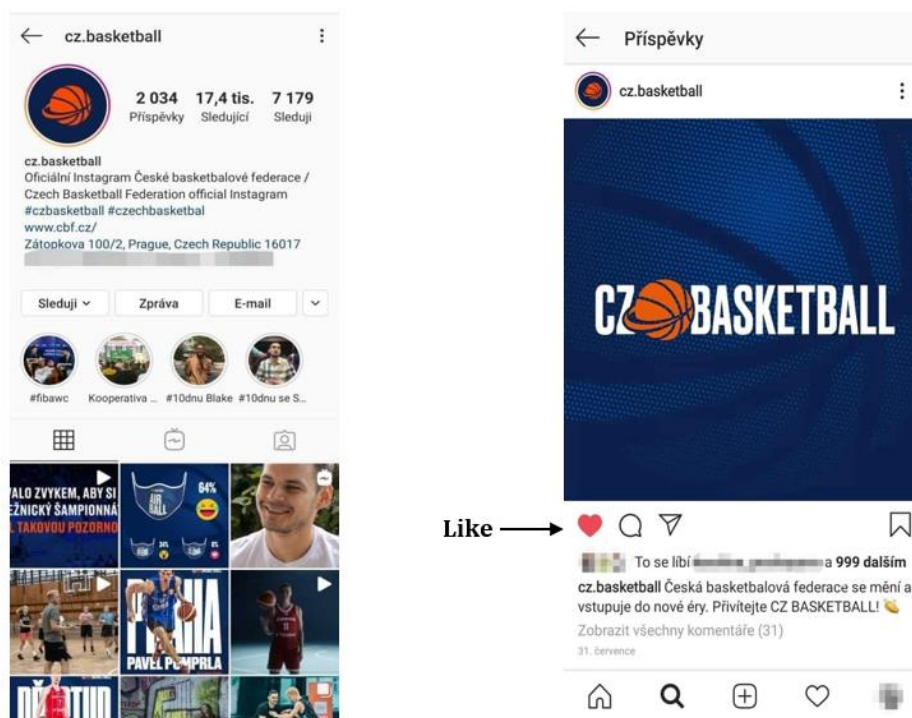 cz.basketball
2 034 17,4 tis. 7 179
Příspěvky Sledující Sleduji
cz.basketball
Oficiální Instagram České basketbalové federace /
Czech Basketball Federation official Instagram
#czbasketball #czechbasketbal
www.cbf.cz/
Zátopkova 100/2, Prague, Czech Republic 16017
Sleduji Zpráva E-mail
#fibawc Kooperativa ... #10dnu Blake #10dnu se S...
VALO ZVYKEM, ABY SI
EŽNICKÝ ŠAMPIONNÁ
TAKOVOU POZORNO
AIR
BALL
64%
PRAHA
PAVEL PUMPRLA
Příspěvky
cz.basketball
CZ BASKETBALL
Like
To se líbí a 999 dalším
cz.basketball Česká basketbalová federace se mění a
vstupuje do nové éry. Přivítejte CZ BASKETBALL!
Zobrazit všechny komentáře (31)
31. července